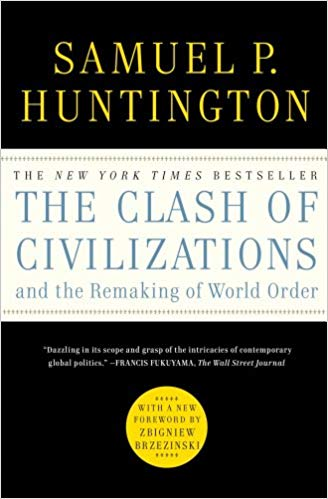 SAMUEL P.
HUNTINGTON
THE NEW YORK TIMES BESTSELLER
THE CLASH OF
CIVILIZATIONS
and the Remaking of World Order
"Dazzling in its scope and grasp of the intricacies of contemporary
global politics." –FRANCIS FUKUYAMA, The Wall Street Journal
WITH A NEW
FOREWORD BY
ZBIGNIEW
BRZEZINSKI